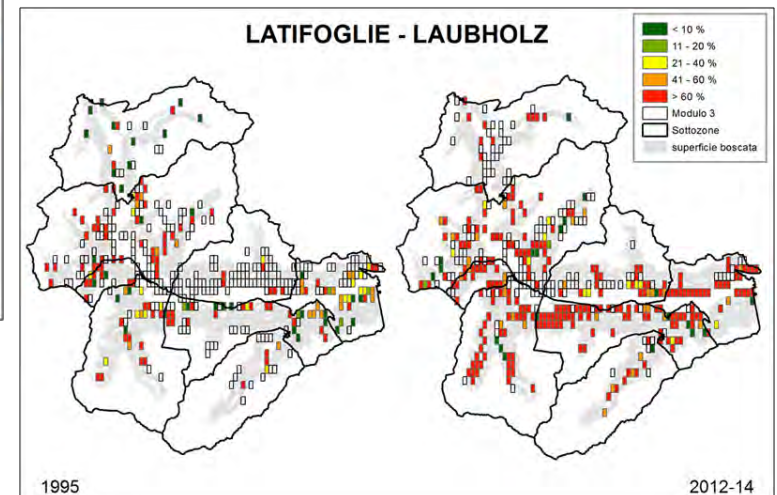 LATIFOGLIE - LAUBHOLZ
< 10 %
11 - 20 %
21 - 40 %
41 - 60 %
> 60 %
Modulo 3
Sottozone
superficie boscata
1995
2012-14